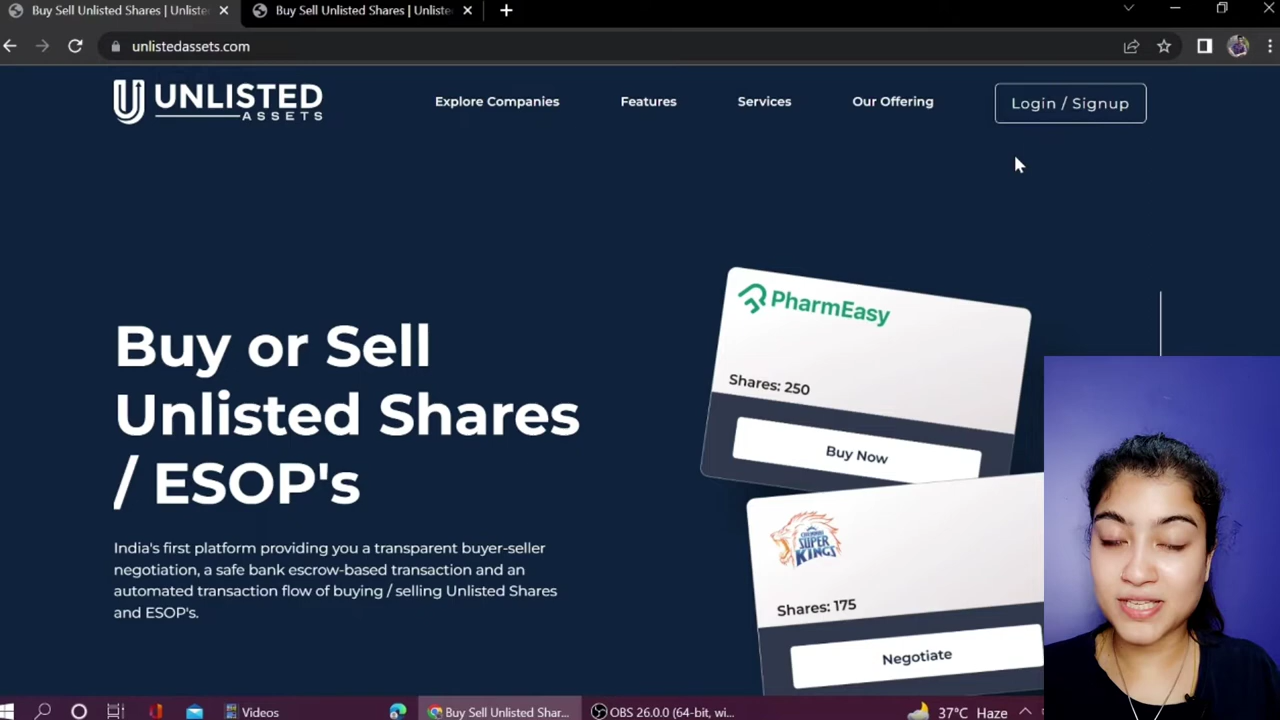 Buy Sell Unlisted Shares | Unliste
Buy Sell Unlisted Shares | Unliste
unlistedassets.com
UNLISTED
ASSETS
Explore Companies
Features
Services
Our Offering
Login / Signup
PharmEasy
Shares: 250
Buy Now
Buy or Sell
Unlisted Shares
/ ESOP's
India's first platform providing you a transparent buyer-seller
negotiation, a safe bank escrow-based transaction and an
automated transaction flow of buying / selling Unlisted Shares
and ESOP's.
CHENNAI
SUPER
KINGS
Shares: 175
Negotiate
Videos
Buy Sell Unlisted Shar...
OBS 26.0.0 (64-bit, wi...
37°C Haze